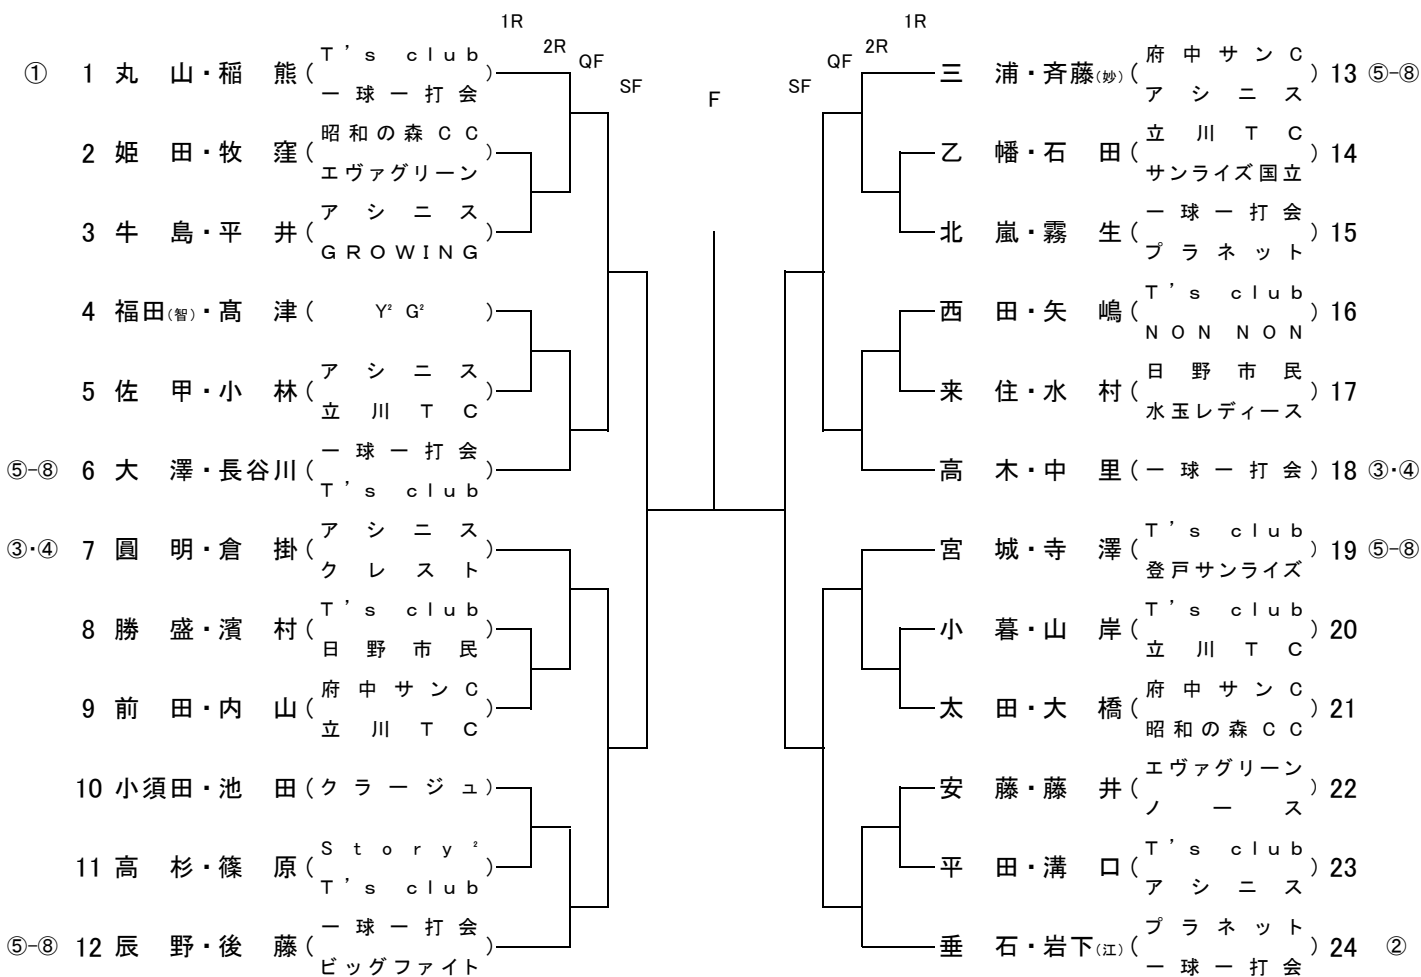 1R
2R
QF
SF
F
1R
2R
QF
SF
① 1 丸 山・稲 熊 (T's club
一球一打会)
2 姫 田・牧 窪 (昭和の森CC
エヴァグリーン)
3 牛 島・平 井 (アシニス
GROWING)
4 福田(智)・髙 津 (Y² G²)
5 佐 甲・小 林 (アシニス
立川TC)
⑤-⑧ 6 大 澤・長谷川 (一球一打会
T's club)
③・④ 7 圓 明・倉 掛 (アシニス
クレスト)
8 勝 盛・濱 村 (T's club
日野市民)
9 前 田・内 山 (府中サンC
立川TC)
10 小須田・池 田 (クラージュ)
11 高 杉・篠 原 (Story²
T's club)
⑤-⑧ 12 辰 野・後 藤 (一球一打会
ビッグファイト)
三 浦・斉藤(妙) (府中サンC
アシニス) 13 ⑤-⑧
乙 幡・石 田 (立川TC
サンライズ国立) 14
北 嵐・霧 生 (一球一打会
プラネット) 15
西 田・矢 嶋 (T's club
NON NON) 16
来 住・水 村 (日野市民
水玉レディース) 17
高 木・中 里 (一球一打会) 18 ③・④
宮 城・寺 澤 (T's club
登戸サンライズ) 19 ⑤-⑧
小 暮・山 岸 (T's club
立川TC) 20
太 田・大 橋 (府中サンC
昭和の森CC) 21
安 藤・藤 井 (エヴァグリーン
ノース) 22
平 田・溝 口 (T's club
アシニス) 23
垂 石・岩下(江) (プラネット
一球一打会) 24 ②